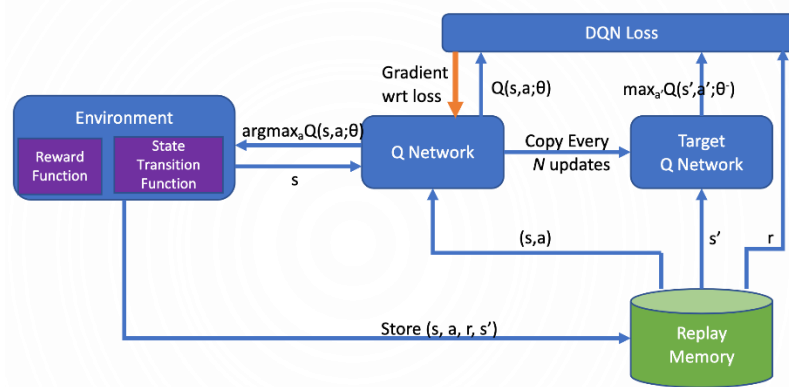 DQN Loss
Gradient
wrt loss
Q(s,a;θ)
maxₐ'Q(s',a';θ⁻)
Environment
Reward
Function
State
Transition
Function
argmaxₐQ(s,a;θ)
s
Q Network
Copy Every
N updates
Target
Q Network
(s,a)
s'
r
Store (s, a, r, s')
Replay
Memory